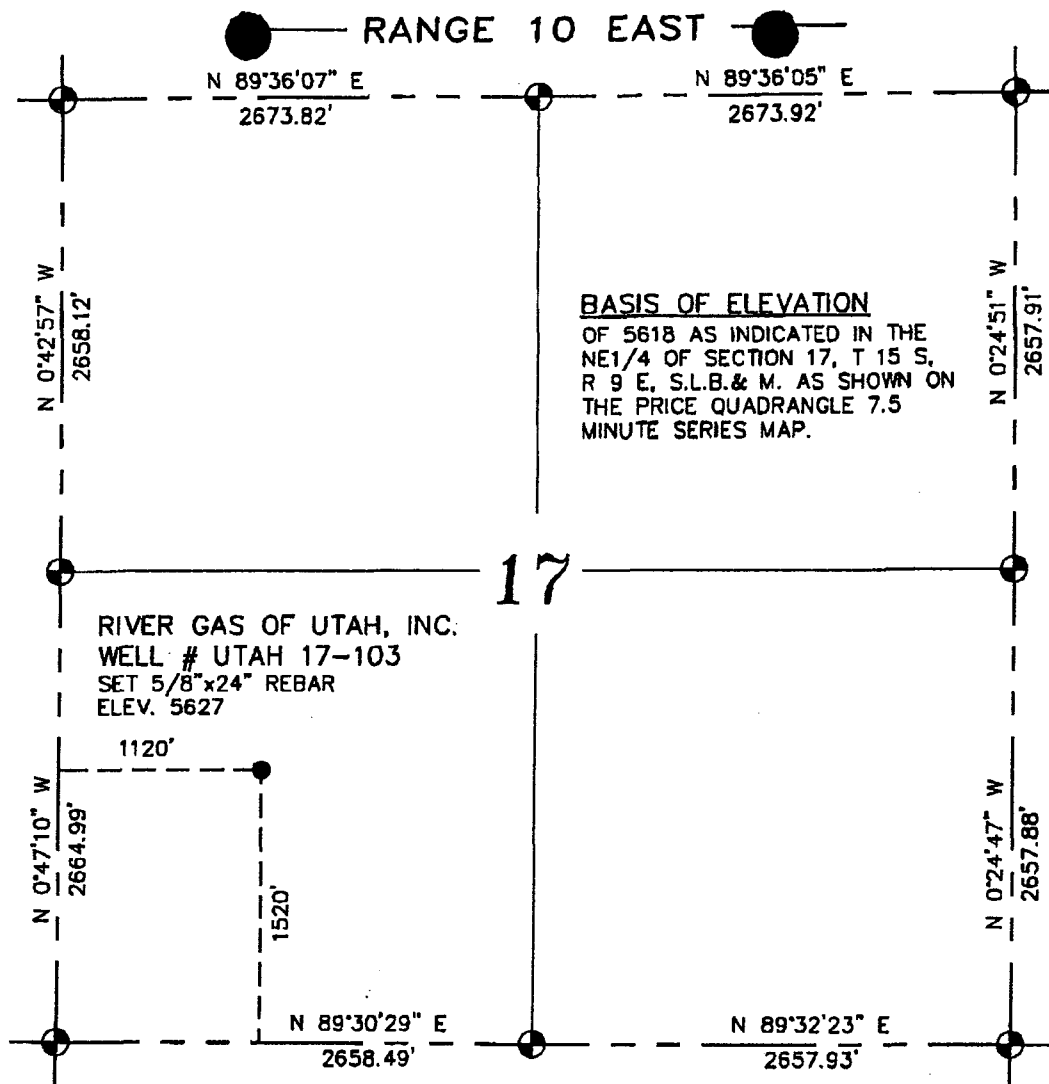 RANGE 10 EAST
N 89°36'07" E
2673.82'
N 89°36'05" E
2673.92'
N 0°42'57" W
2658.12'
BASIS OF ELEVATION
OF 5618 AS INDICATED IN THE
NE1/4 OF SECTION 17, T 15 S,
R 9 E, S.L.B.& M. AS SHOWN ON
THE PRICE QUADRANGLE 7.5
MINUTE SERIES MAP.
N 0°24'51" W
2657.91'
17
RIVER GAS OF UTAH, INC.
WELL # UTAH 17-103
SET 5/8"x24" REBAR
ELEV. 5627
1120'
N 0°47'10" W
2664.99'
1520'
N 0°24'47" W
2657.88'
N 89°30'29" E
2658.49'
N 89°32'23" E
2657.93'